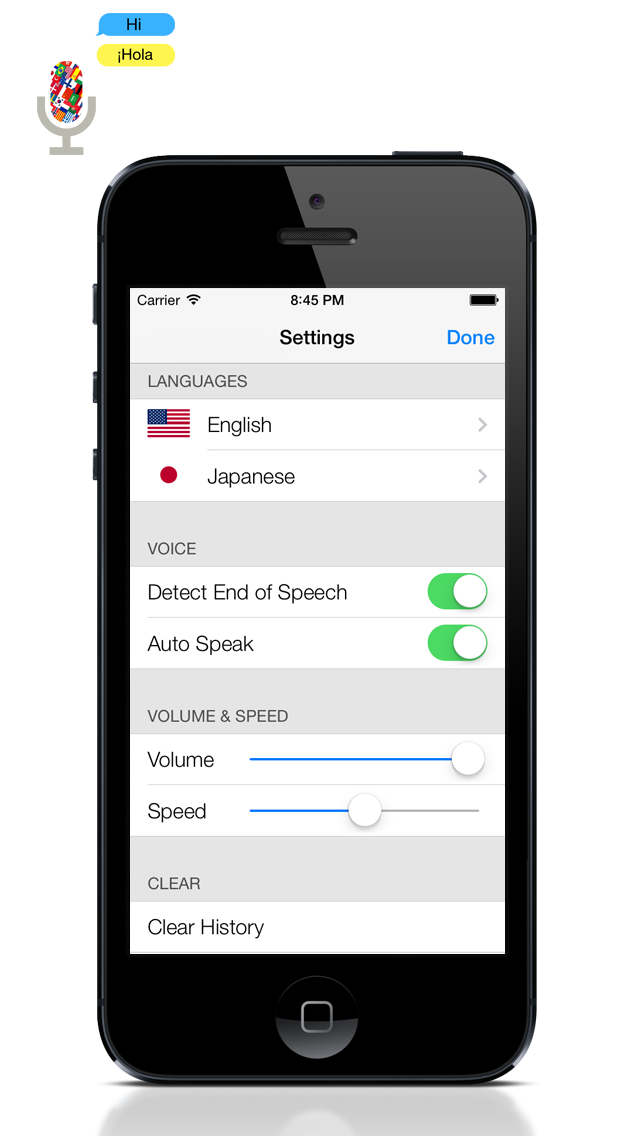 Hi
¡Hola
Carrier 8:45 PM
Settings Done
LANGUAGES
English
Japanese
VOICE
Detect End of Speech
Auto Speak
VOLUME & SPEED
Volume
Speed
CLEAR
Clear History